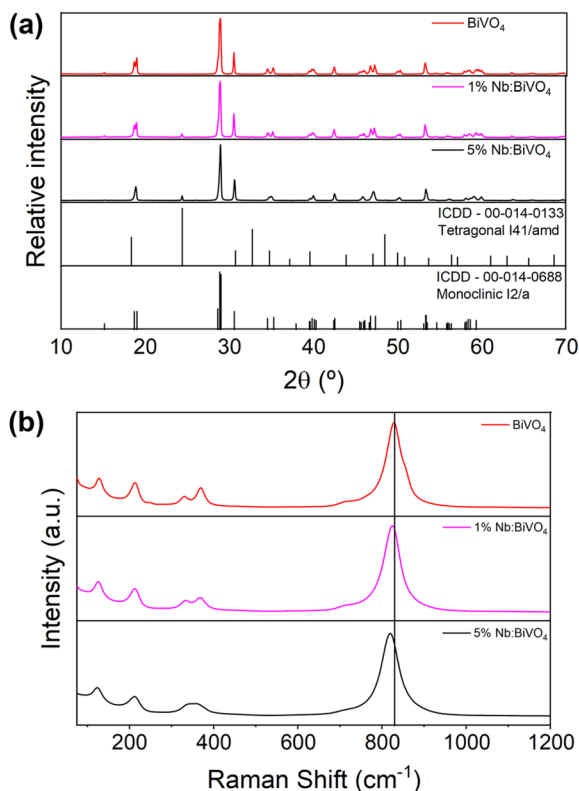 (a)
BiVO₄
1% Nb:BiVO₄
5% Nb:BiVO₄
ICDD - 00-014-0133
Tetragonal I41/amd
ICDD - 00-014-0688
Monoclinic I2/a
Relative intensity
10 20 30 40 50 60 70
2θ (º)
(b)
BiVO₄
1% Nb:BiVO₄
5% Nb:BiVO₄
Intensity (a.u.)
200 400 600 800 1000 1200
Raman Shift (cm⁻¹)